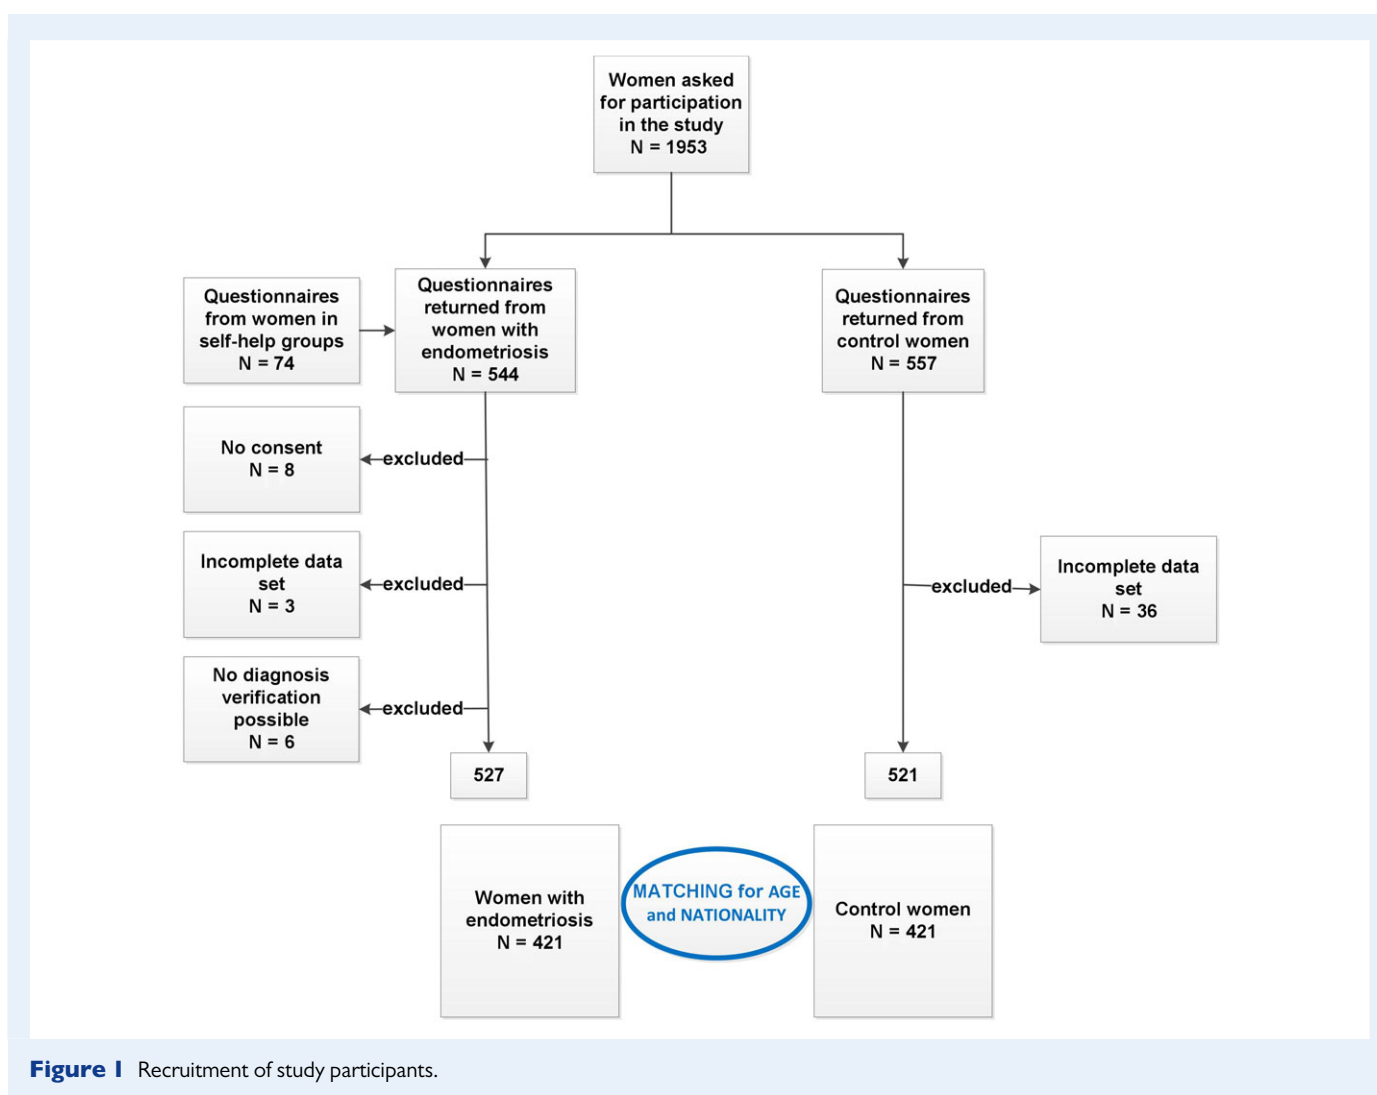 Women asked
for participation
in the study
N = 1953
Questionnaires
from women in
self-help groups
N = 74
Questionnaires
returned from
women with
endometriosis
N = 544
Questionnaires
returned from
control women
N = 557
No consent
N = 8
excluded
Incomplete data
set
N = 3
excluded
excluded
Incomplete data
set
N = 36
No diagnosis
verification
possible
N = 6
excluded
527
521
Women with
endometriosis
N = 421
MATCHING for AGE
and NATIONALITY
Control women
N = 421
Figure 1 Recruitment of study participants.